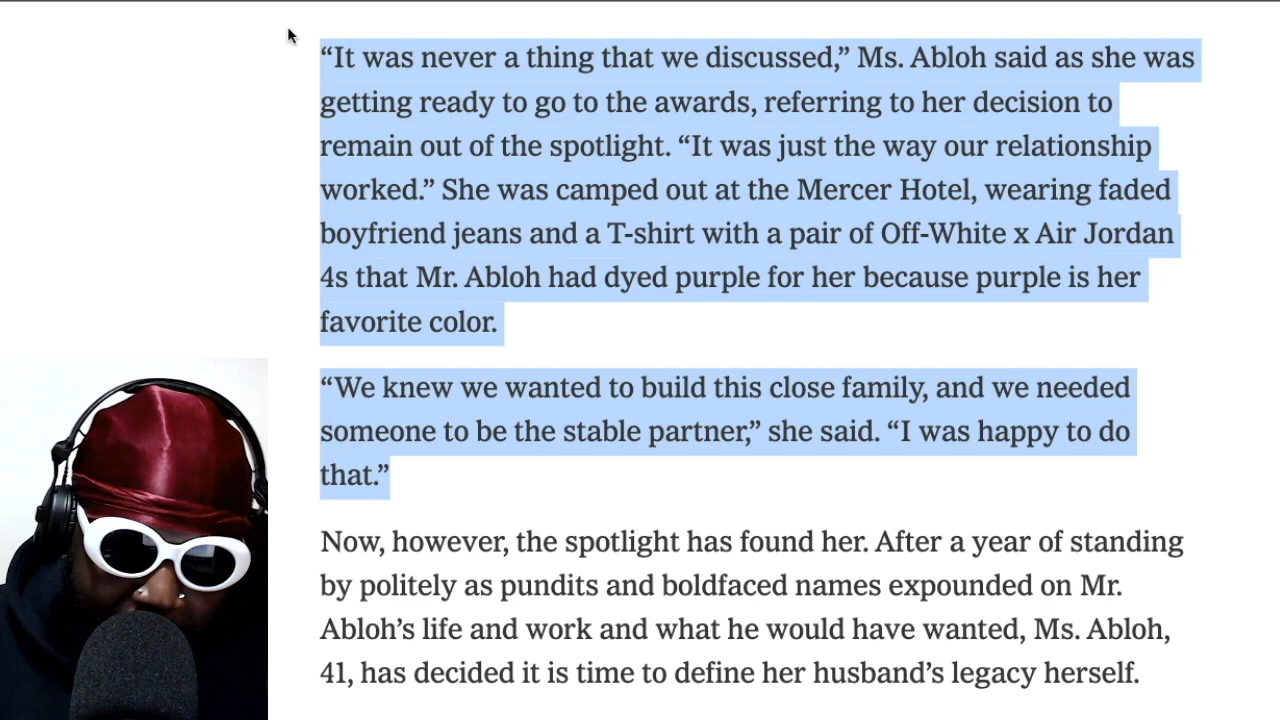 “It was never a thing that we discussed,” Ms. Abloh said as she was
getting ready to go to the awards, referring to her decision to
remain out of the spotlight. “It was just the way our relationship
worked.” She was camped out at the Mercer Hotel, wearing faded
boyfriend jeans and a T-shirt with a pair of Off-White x Air Jordan
4s that Mr. Abloh had dyed purple for her because purple is her
favorite color.
“We knew we wanted to build this close family, and we needed
someone to be the stable partner,” she said. “I was happy to do
that.”
Now, however, the spotlight has found her. After a year of standing
by politely as pundits and boldfaced names expounded on Mr.
Abloh’s life and work and what he would have wanted, Ms. Abloh,
41, has decided it is time to define her husband’s legacy herself.